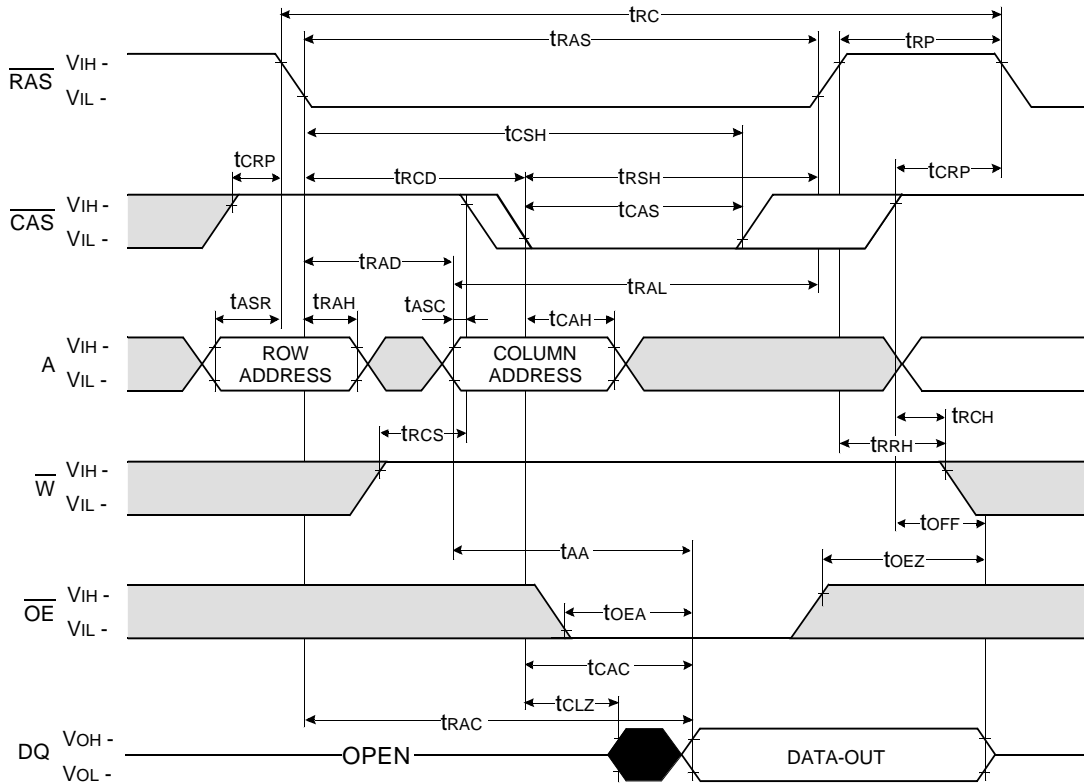 tRC
tRAS
tRP
RAS
VIH -
VIL -
tCSH
tCRP
tRCD
tRSH
tCRP
CAS
VIH -
VIL -
tCAS
tRAD
tRAL
tASR
tRAH
tASC
tCAH
A
VIH -
VIL -
ROW
ADDRESS
COLUMN
ADDRESS
tRCS
tRCH
tRRH
W
VIH -
VIL -
tOFF
tAA
tOEZ
OE
VIH -
VIL -
tOEA
tCAC
tCLZ
tRAC
DQ
VOH -
VOL -
OPEN
DATA-OUT